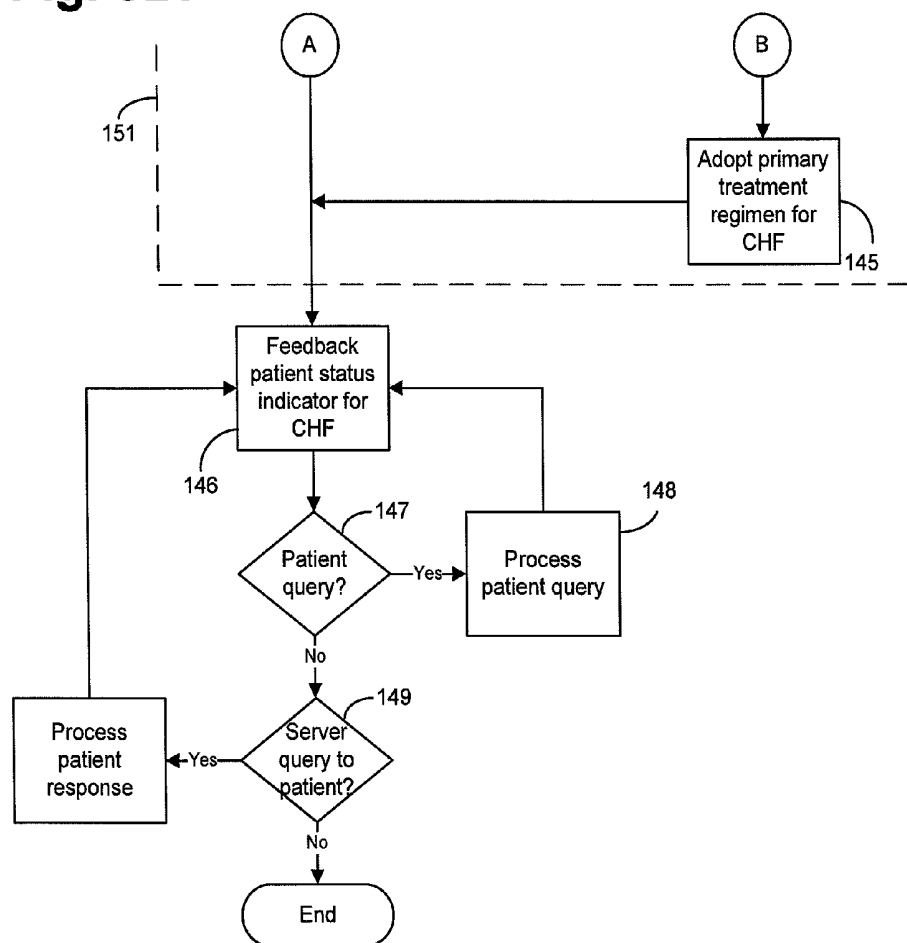 A
B
151
Adopt primary
treatment
regimen for
CHF
145
Feedback
patient status
indicator for
CHF
146
147
148
Patient
query?
Yes
Process
patient query
No
149
Server
query to
patient?
Yes
Process
patient
response
No
End